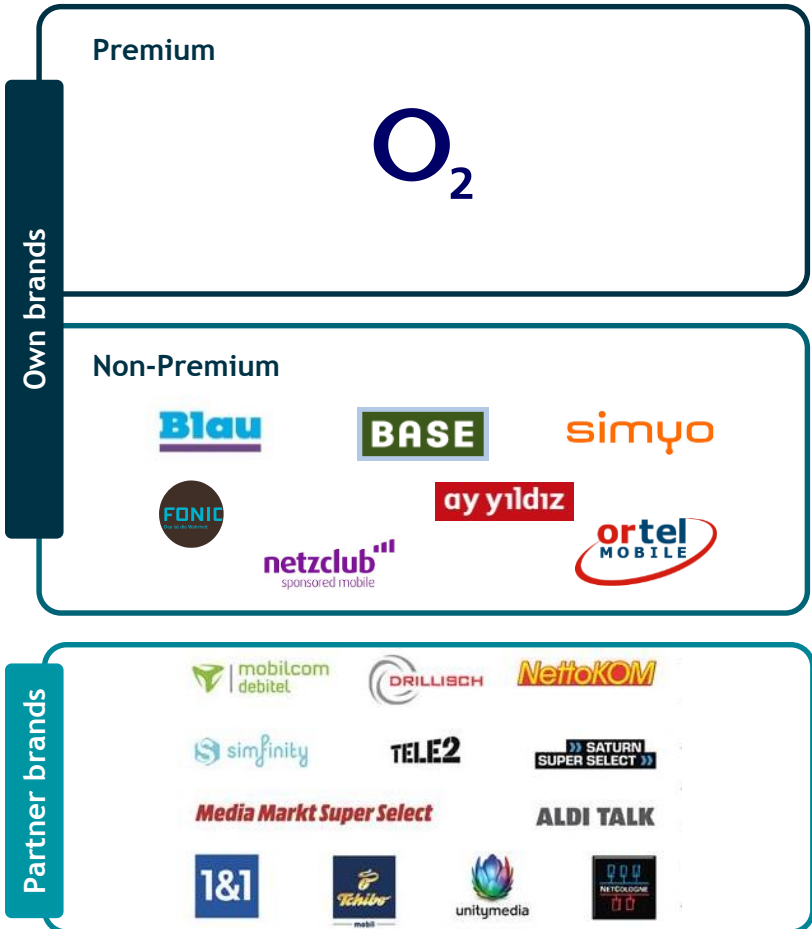 Premium
O2
Own brands
Non-Premium
Blau
BASE
simyo
FONIC
ay yıldız
ortel
MOBILE
netzclub
sponsored mobile
Partner brands
mobilcom
debitel
DRILLISCH
NettoKOM
simfinity
TELE2
SATURN
SUPER SELECT
Media Markt Super Select
ALDI TALK
1&1
Tchibo
mobil
unitymedia
NETCOLOGNE